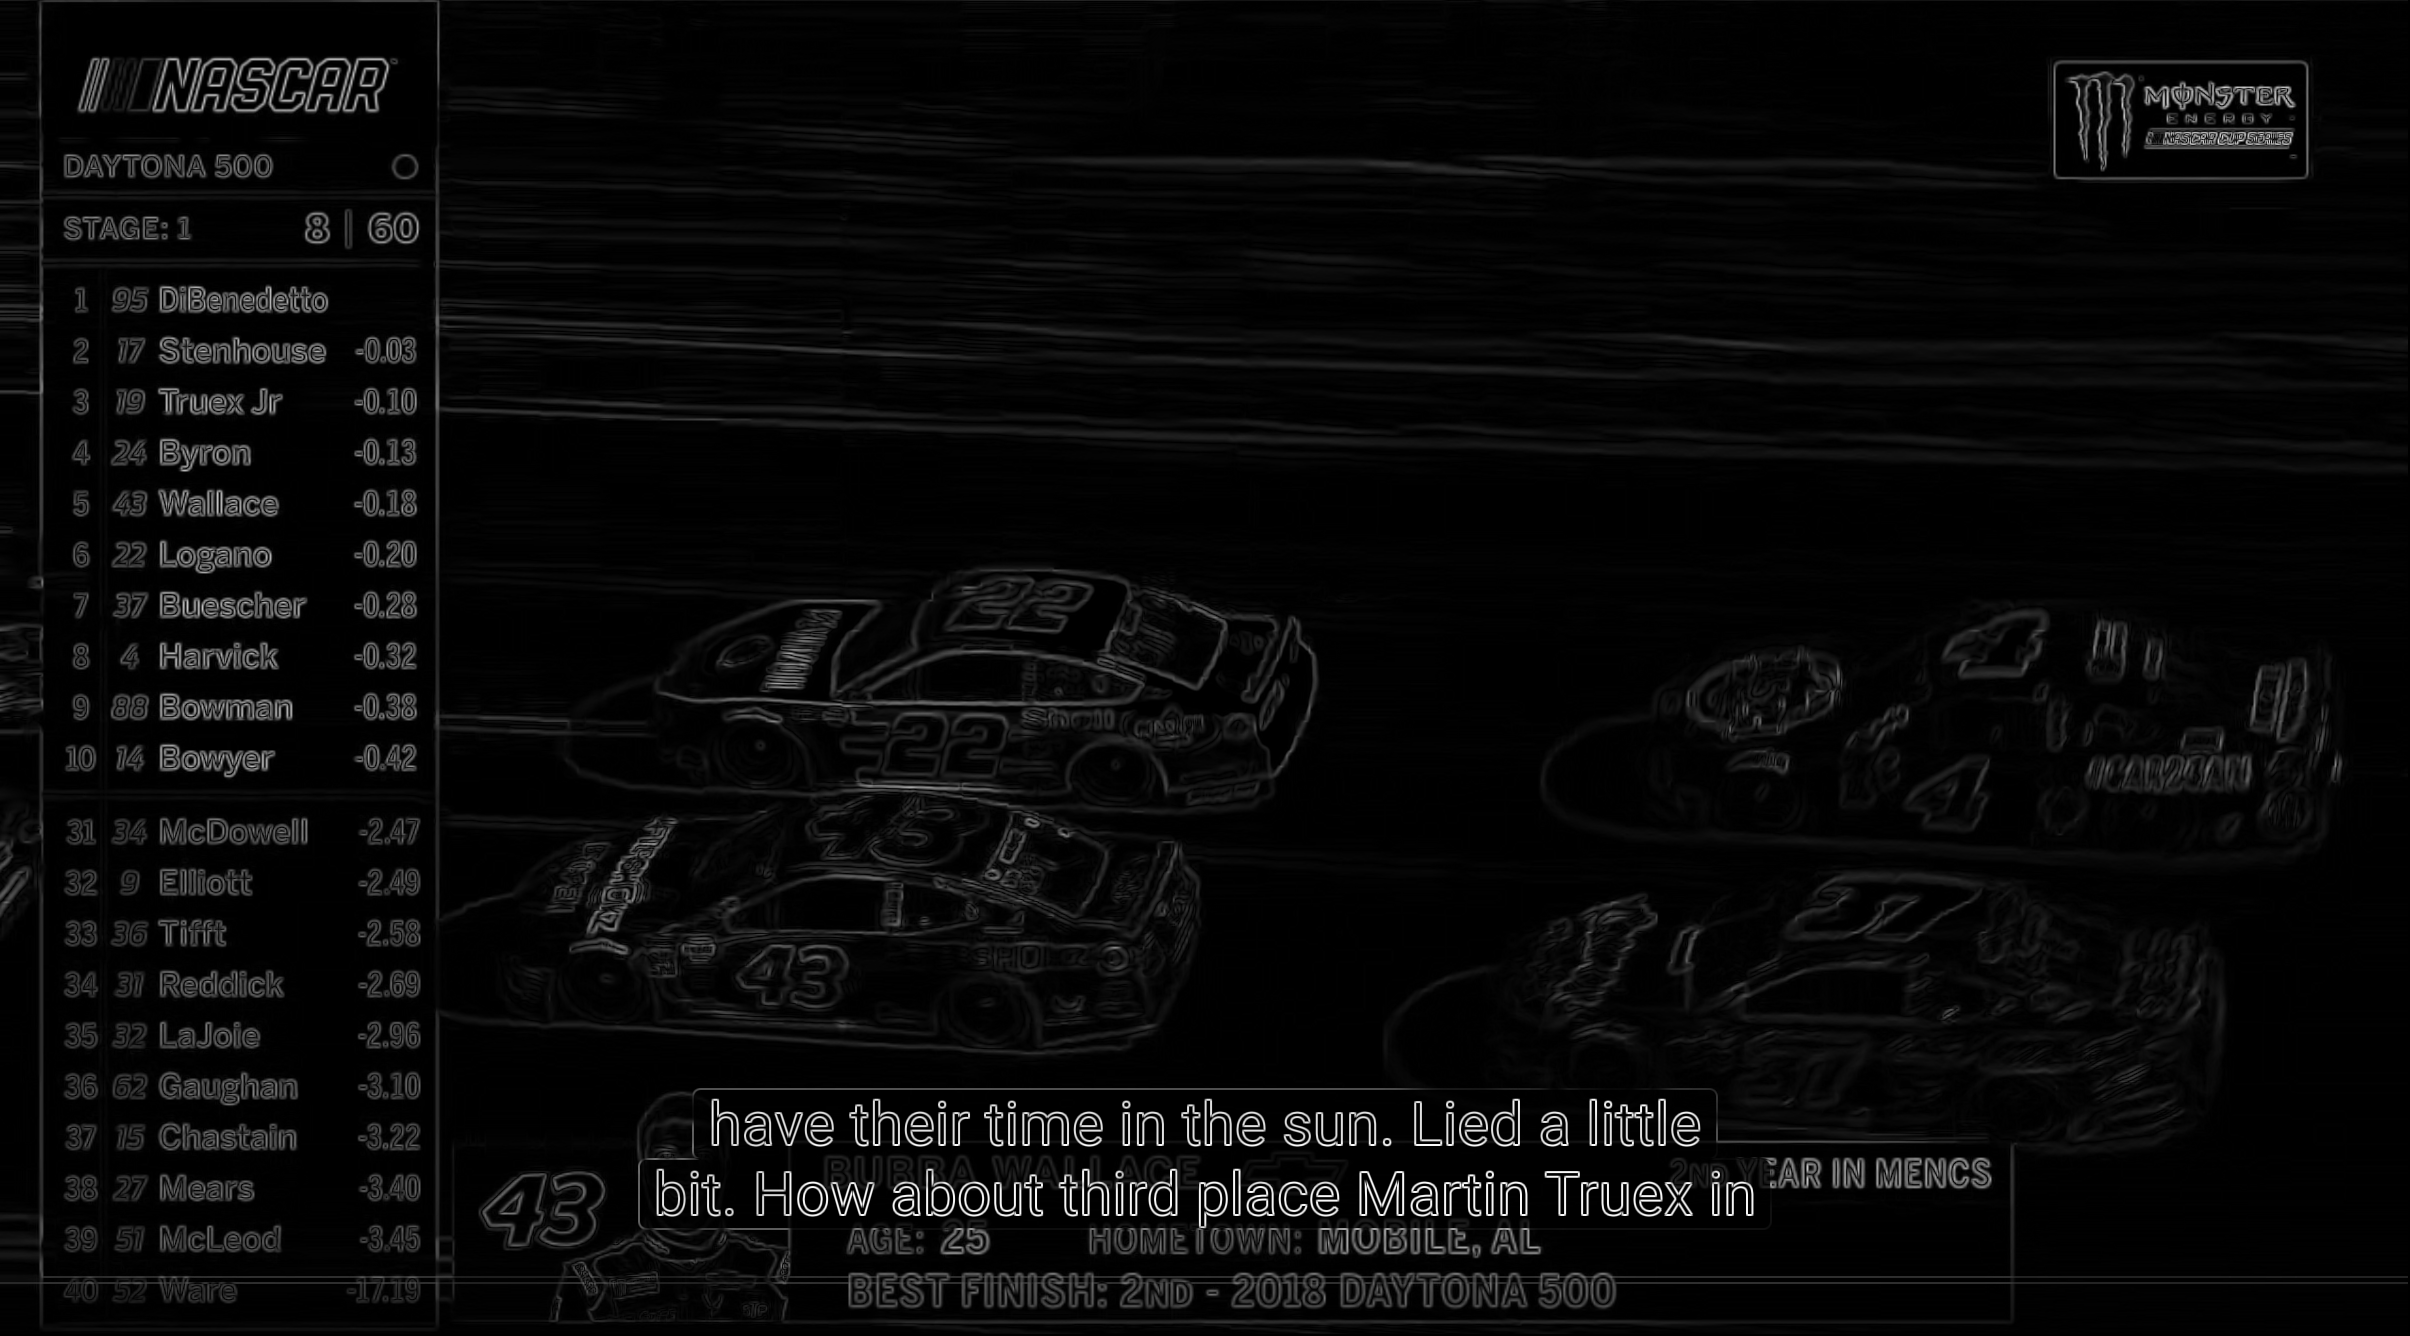 NASCAR
DAYTONA 500
STAGE: 1 8 | 60
1 95 DiBenedetto
2 17 Stenhouse -0.03
3 19 Truex Jr -0.10
4 24 Byron -0.13
5 43 Wallace -0.18
6 22 Logano -0.20
7 37 Buescher -0.28
8 4 Harvick -0.32
9 88 Bowman -0.38
10 14 Bowyer -0.42
31 34 McDowell -2.47
32 9 Elliott -2.49
33 36 Tifft -2.58
34 31 Reddick -2.69
35 32 LaJoie -2.96
36 62 Gaughan -3.10
37 15 Chastain -3.22
38 27 Mears -3.40
39 51 McLeod -3.45
40 52 Ware -17.19
MONSTER
ENERGY
NASCAR CUP SERIES
22
22
Shell
43
43
4
4
37
37
have their time in the sun. Lied a little
bit. How about third place Martin Truex in
43
BUBBA WALLACE
2ND YEAR IN MENCS
AGE: 25 HOMETOWN: MOBILE, AL
BEST FINISH: 2ND - 2018 DAYTONA 500